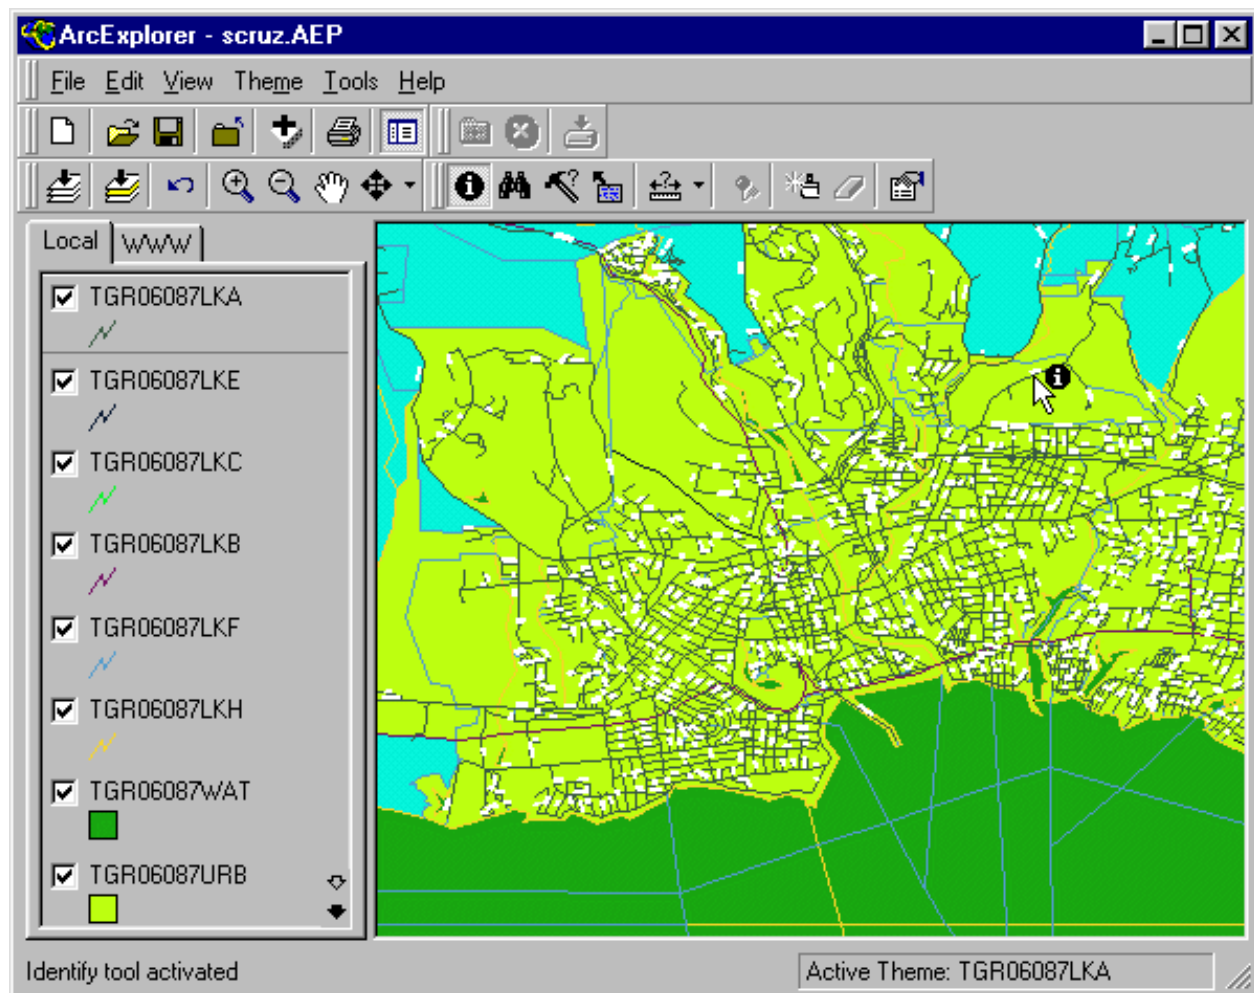 ArcExplorer - scruz.AEP
File Edit View Theme Tools Help
Local WWW
TGR06087LKA
TGR06087LKE
TGR06087LKC
TGR06087LKB
TGR06087LKF
TGR06087LKH
TGR06087WAT
TGR06087URB
Identify tool activated
Active Theme: TGR06087LKA